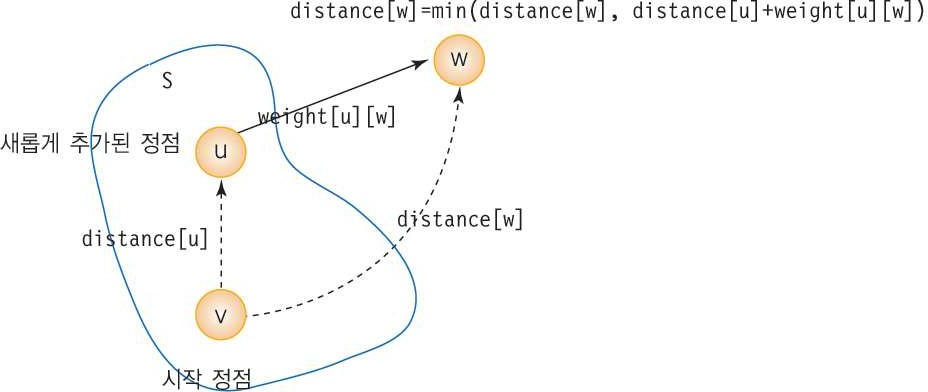 distance[w]=min(distance[w], distance[u]+weight[u][w])
w
S
weight[u][w]
새롭게 추가된 정점
u
distance[w]
distance[u]
v
시작 정점